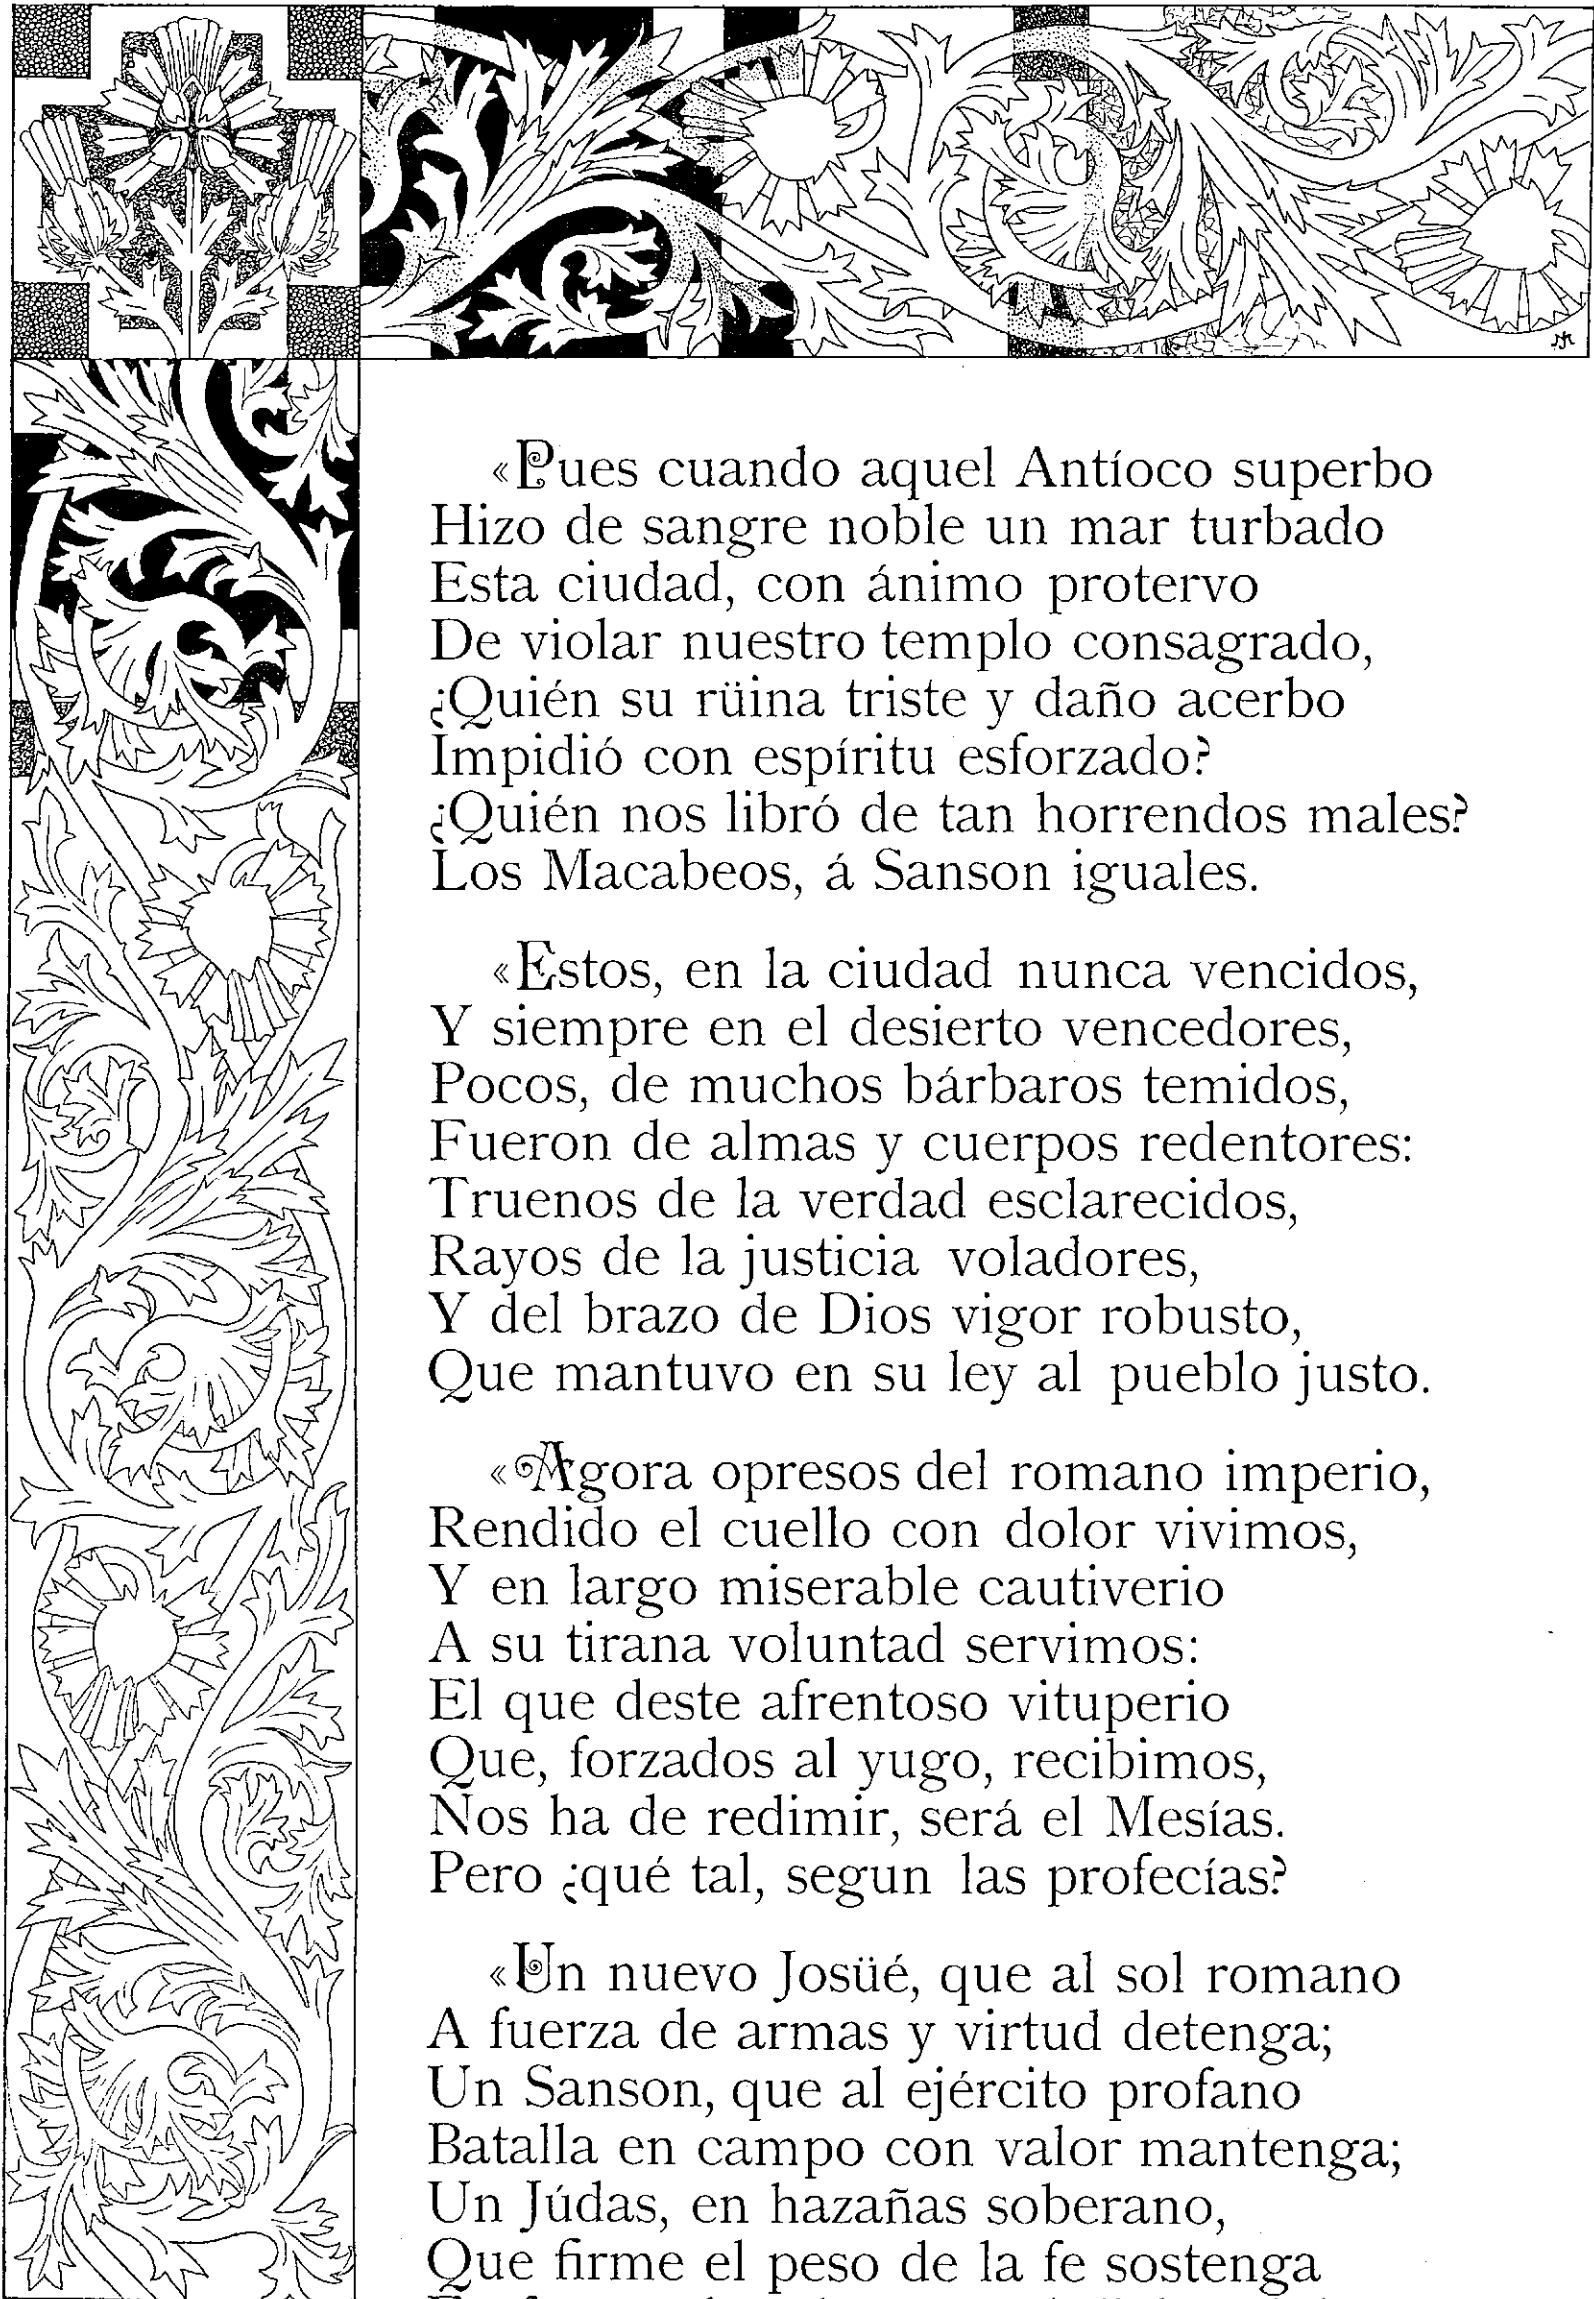 «Pues cuando aquel Antíoco superbo
Hizo de sangre noble un mar turbado
Esta ciudad, con ánimo protervo
De violar nuestro templo consagrado,
¿Quién su rüina triste y daño acerbo
Impidió con espíritu esforzado?
¿Quién nos libró de tan horrendos males?
Los Macabeos, á Sanson iguales.
«Estos, en la ciudad nunca vencidos,
Y siempre en el desierto vencedores,
Pocos, de muchos bárbaros temidos,
Fueron de almas y cuerpos redentores:
Truenos de la verdad esclarecidos,
Rayos de la justicia voladores,
Y del brazo de Dios vigor robusto,
Que mantuvo en su ley al pueblo justo.
«Agora opresos del romano imperio,
Rendido el cuello con dolor vivimos,
Y en largo miserable cautiverio
A su tirana voluntad servimos:
El que deste afrentoso vituperio
Que, forzados al yugo, recibimos,
Nos ha de redimir, será el Mesías.
Pero ¿qué tal, segun las profecías?
«Un nuevo Josüé, que al sol romano
A fuerza de armas y virtud detenga;
Un Sanson, que al ejército profano
Batalla en campo con valor mantenga;
Un Júdas, en hazañas soberano,
Que firme el peso de la fe sostenga